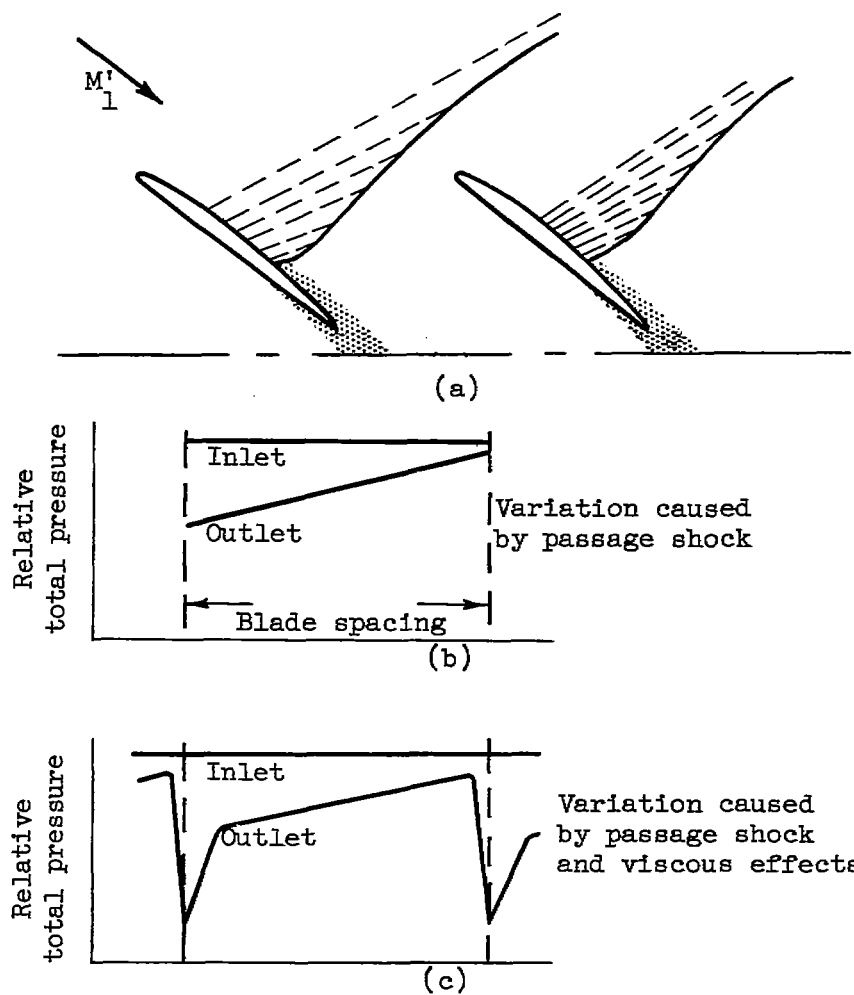 M'1
(a)
Relative
total pressure
Inlet
Outlet
Variation caused
by passage shock
Blade spacing
(b)
Relative
total pressure
Inlet
Outlet
Variation caused
by passage shock
and viscous effects
(c)